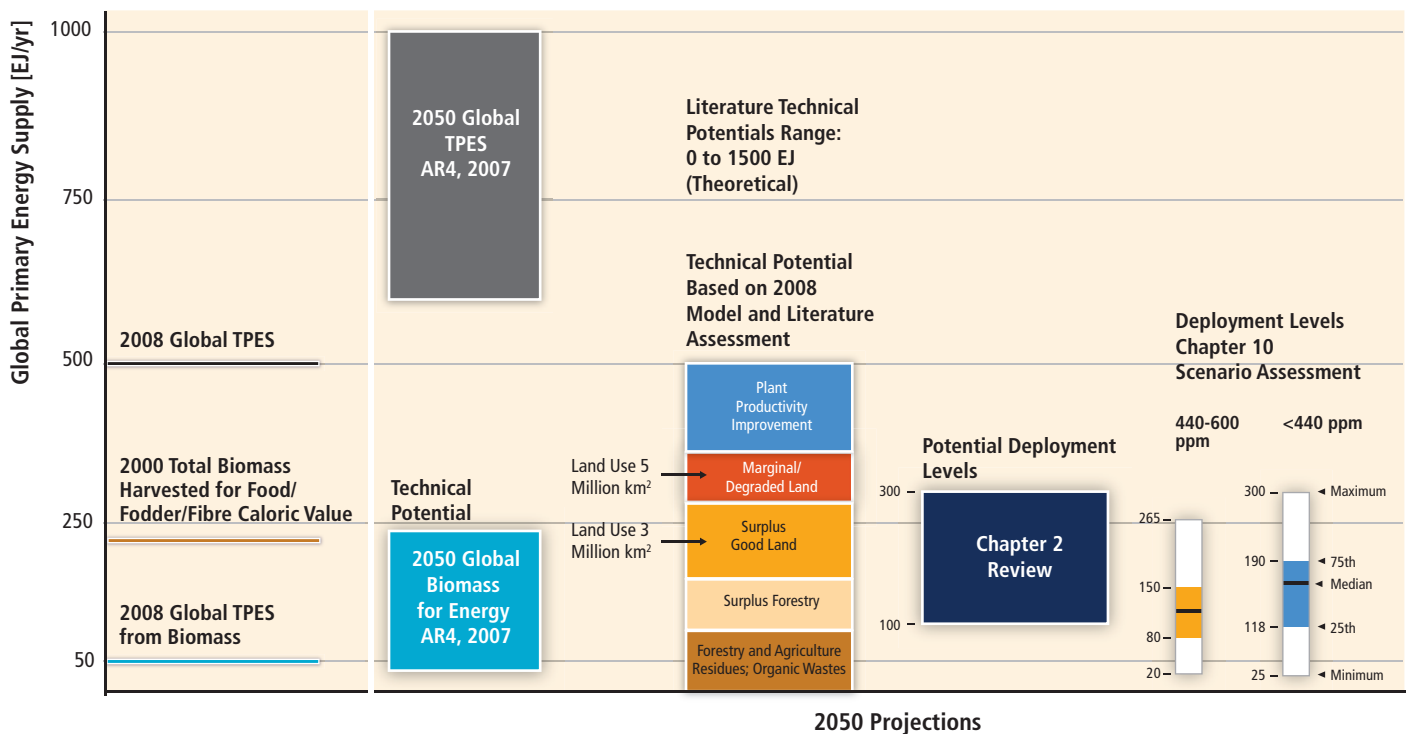 Global Primary Energy Supply [EJ/yr]
1000
750
500
250
50
2008 Global TPES
2000 Total Biomass
Harvested for Food/
Fodder/Fibre Caloric Value
2008 Global TPES
from Biomass
2050 Global
TPES
AR4, 2007
Technical
Potential
2050 Global
Biomass
for Energy
AR4, 2007
Literature Technical
Potentials Range:
0 to 1500 EJ
(Theoretical)
Technical Potential
Based on 2008
Model and Literature
Assessment
Plant
Productivity
Improvement
Land Use 5
Million km²
Marginal/
Degraded Land
Land Use 3
Million km²
Surplus
Good Land
Surplus Forestry
Forestry and Agriculture
Residues; Organic Wastes
Potential Deployment
Levels
300
100
Chapter 2
Review
Deployment Levels
Chapter 10
Scenario Assessment
440-600
ppm
265
150
80
20
<440 ppm
300
190
118
25
Maximum
75th
Median
25th
Minimum
2050 Projections